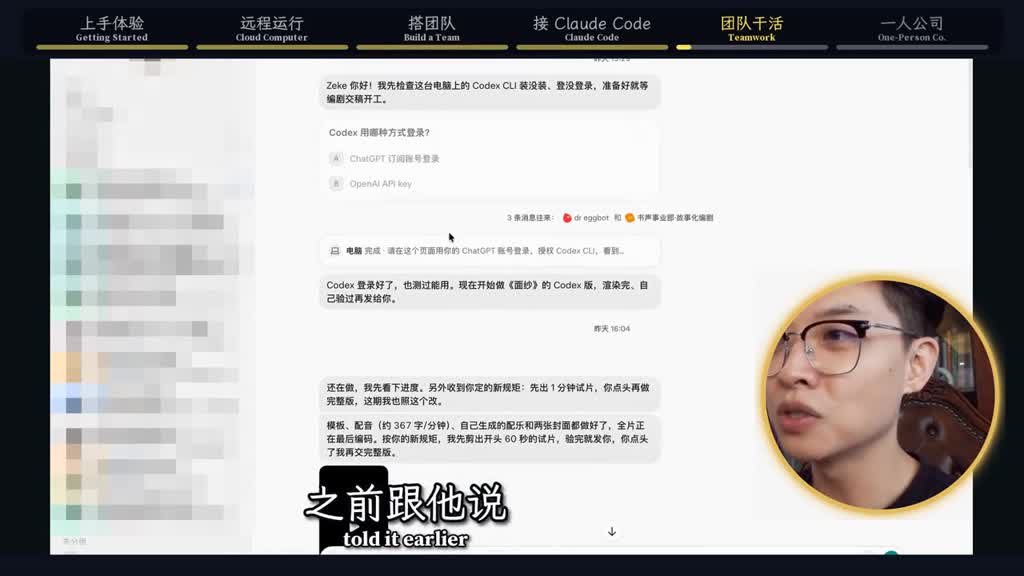 上手体验
Getting Started
远程运行
Cloud Computer
搭团队
Build a Team
接 Claude Code
Claude Code
团队干活
Teamwork
一人公司
One-Person Co.
Zeke 你好！我先检查这台电脑上的 Codex CLI 装没装、登没登录，准备好就等
编剧交稿开工。
Codex 用哪种方式登录？
A ChatGPT 订阅账号登录
B OpenAI API key
3 条消息往来： dr eggbot 和 书声事业部·故事化编剧
电脑 完成 · 请在这个页面用你的 ChatGPT 账号登录，授权 Codex CLI，看到...
Codex 登录好了，也测过能用。现在开始做《面纱》的 Codex 版，渲染完、自
己验过再发给你。
昨天 16:04
还在做，我先看下进度。另外收到你定的新规矩：先出 1 分钟试片，你点头再做
完整版，这期我也照这个改。
模板、配音（约 367 字/分钟）、自己生成的配乐和两张封面都做好了，全片正
在最后编码。按你的新规矩，我先剪出开头 60 秒的试片，验完就发你，你点头
了我再交完整版。
之前跟他说
told it earlier
未分组